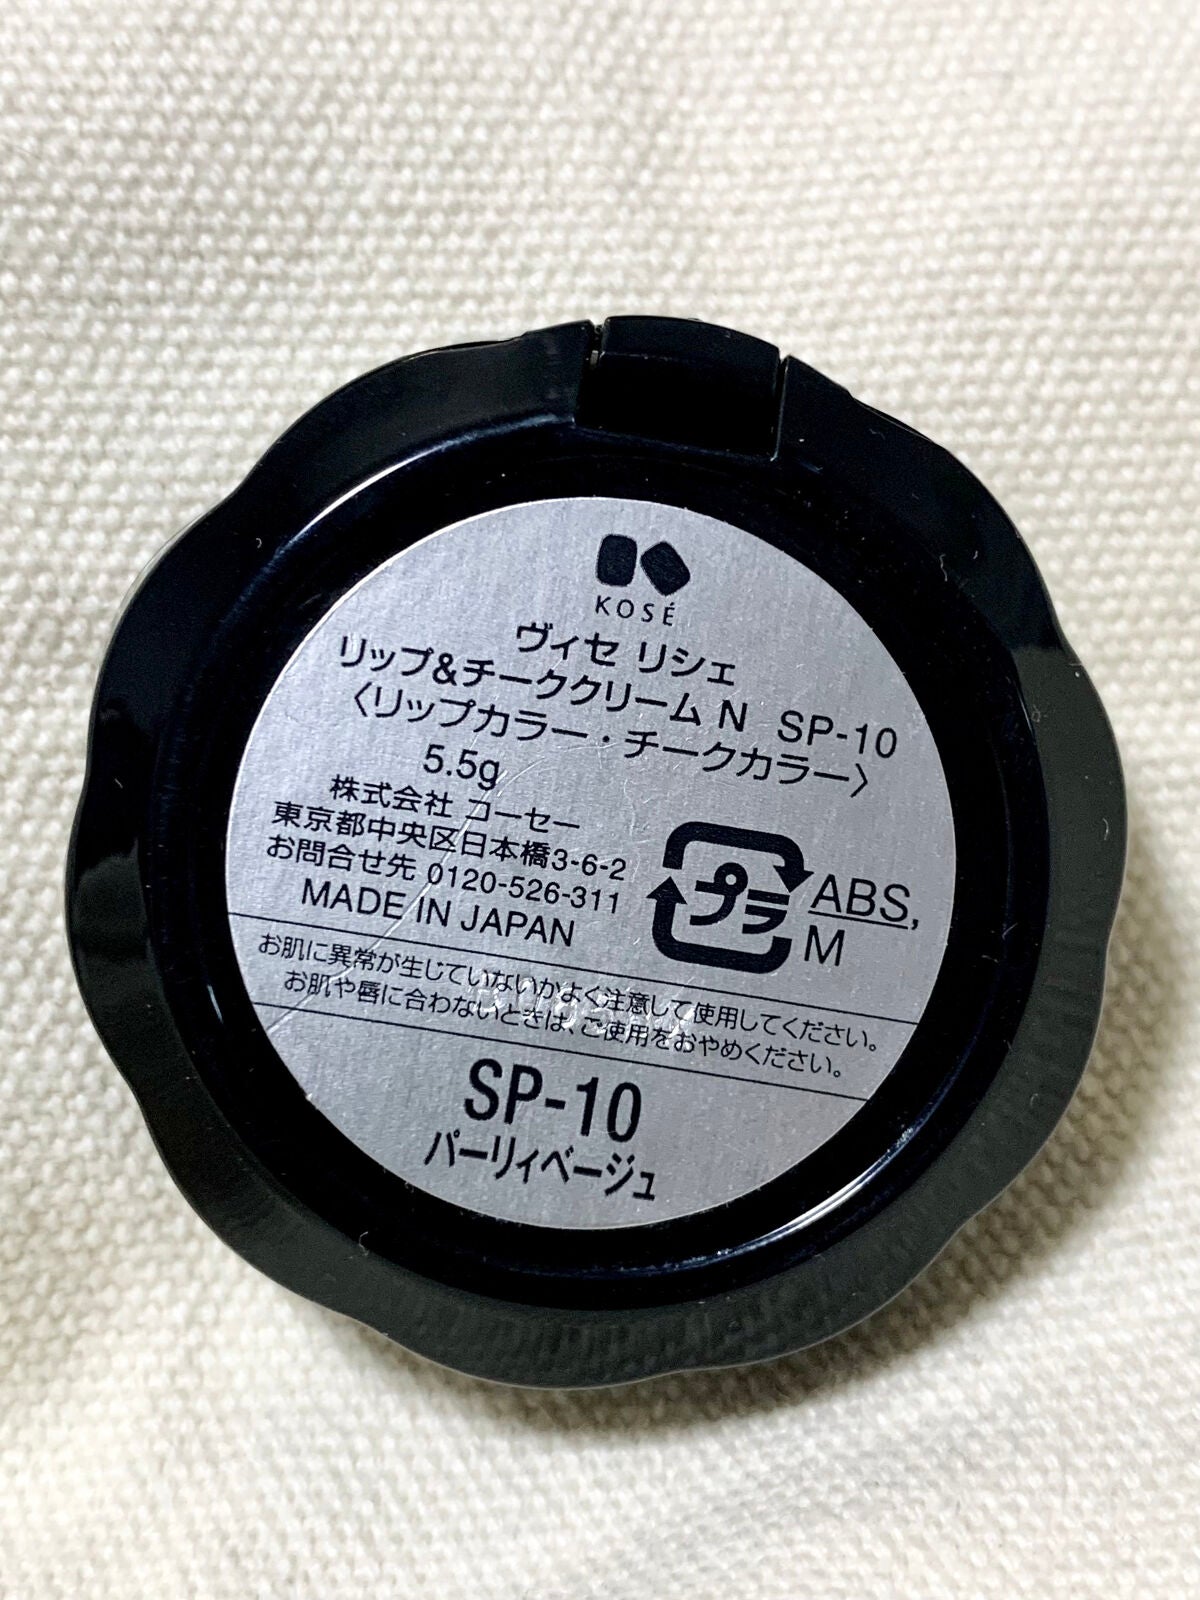 KOSÉ
ヴィセ リシェ
リップ&チーククリーム N SP-10
〈リップカラー・チークカラー〉
5.5g
株式会社 コーセー
東京都中央区日本橋3-6-2
お問合せ先 0120-526-311
MADE IN JAPAN
プラ
ABS,
M
お肌に異常が生じていないかよく注意して使用してください。
お肌や唇に合わないときは、ご使用をおやめください。
SP-10
パーリィベージュ